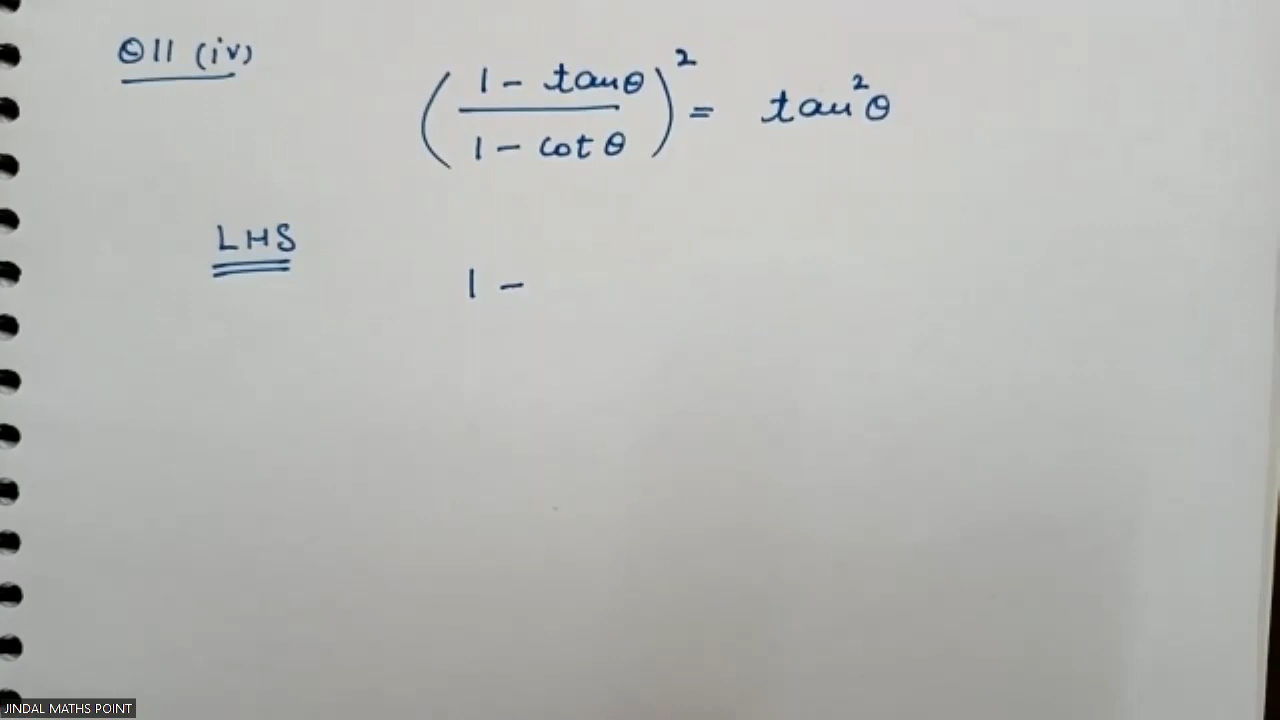 Q11 (iv)
(1 - tanθ / 1 - cotθ)² = tan²θ
LHS
1 -
JINDAL MATHS POINT